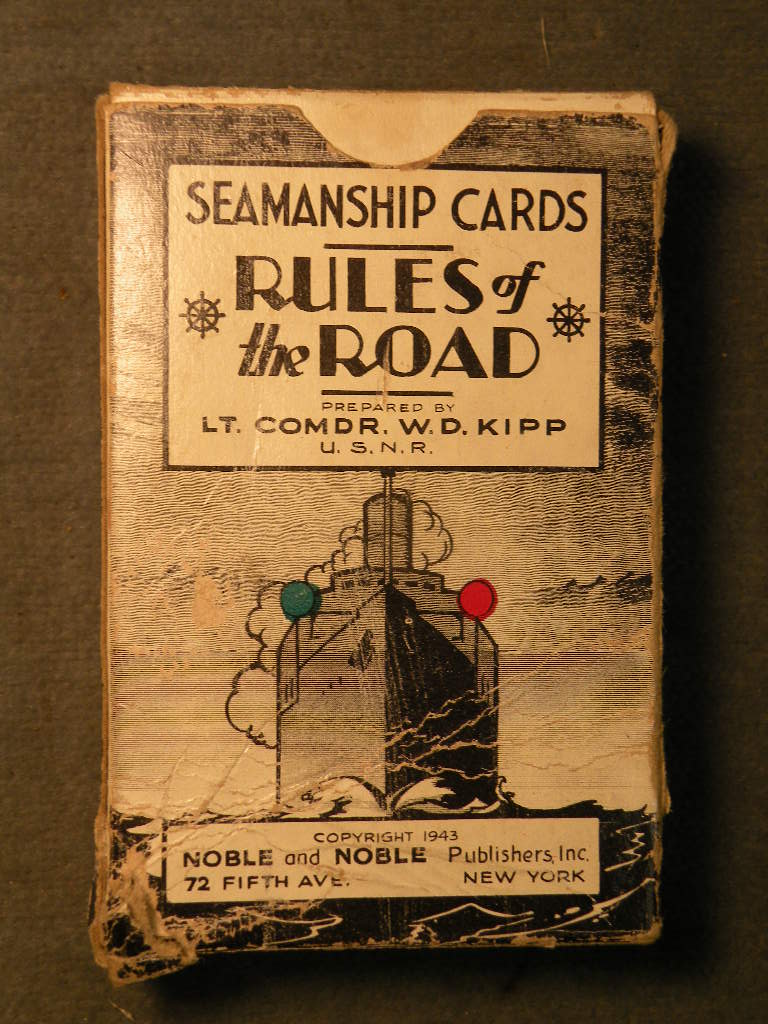 SEAMANSHIP CARDS
RULES of
the ROAD
PREPARED BY
LT. COMDR. W. D. KIPP
U. S. N. R.
COPYRIGHT 1943
NOBLE and NOBLE Publishers, Inc.
72 FIFTH AVE. NEW YORK